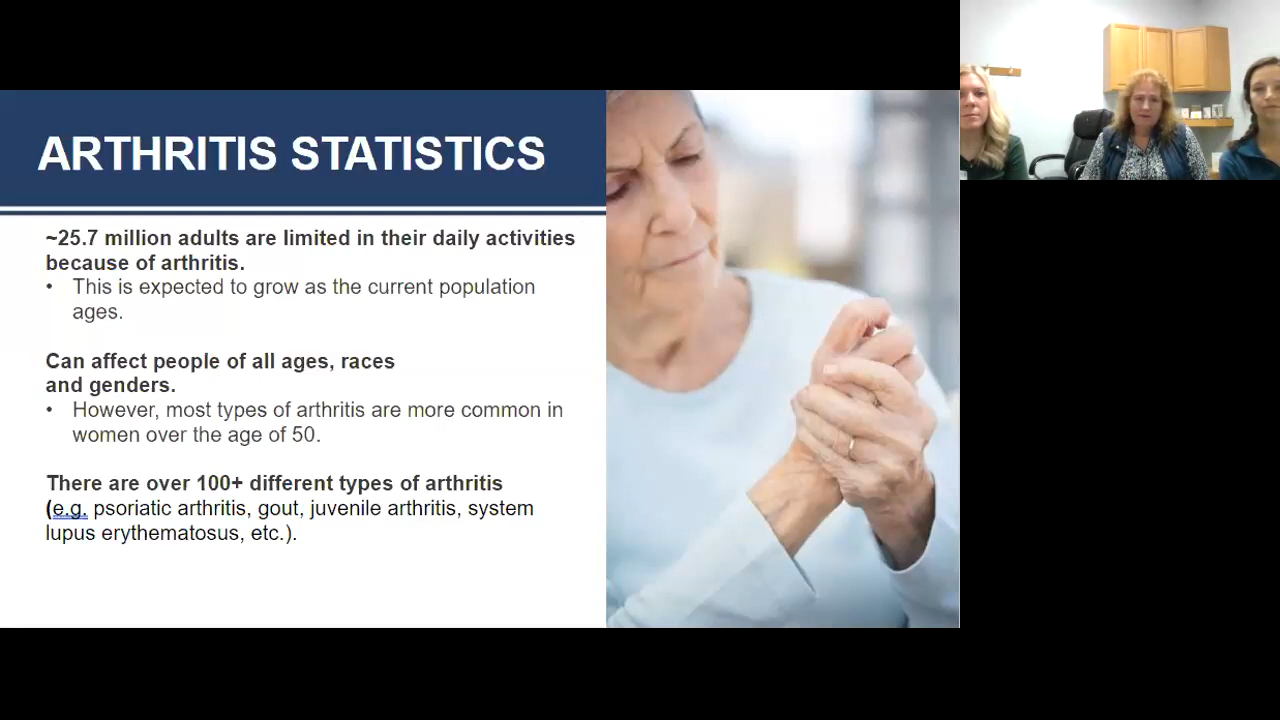 ARTHRITIS STATISTICS
~25.7 million adults are limited in their daily activities
because of arthritis.
• This is expected to grow as the current population
ages.
Can affect people of all ages, races
and genders.
• However, most types of arthritis are more common in
women over the age of 50.
There are over 100+ different types of arthritis
(e.g. psoriatic arthritis, gout, juvenile arthritis, system
lupus erythematosus, etc.).